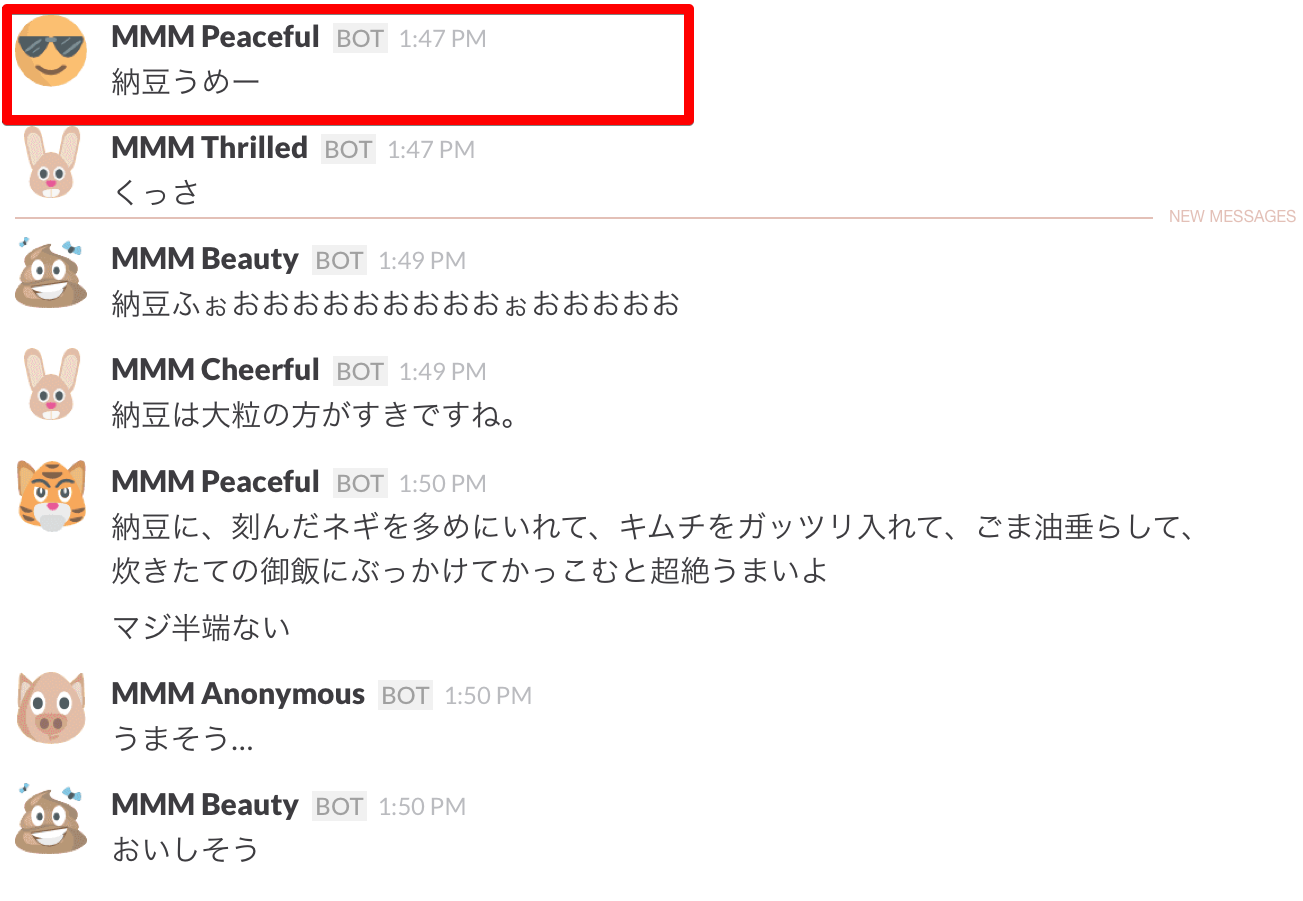 MMM Peaceful BOT 1:47 PM
納豆うめー
MMM Thrilled BOT 1:47 PM
くっさ
NEW MESSAGES
MMM Beauty BOT 1:49 PM
納豆ふぉおおおおおおおおおぉおおおおお
MMM Cheerful BOT 1:49 PM
納豆は大粒の方がすきですね。
MMM Peaceful BOT 1:50 PM
納豆に、刻んだネギを多めにいれて、キムチをガッツリ入れて、ごま油垂らして、
炊きたての御飯にぶっかけてかっこむと超絶うまいよ
マジ半端ない
MMM Anonymous BOT 1:50 PM
うまそう...
MMM Beauty BOT 1:50 PM
おいしそう